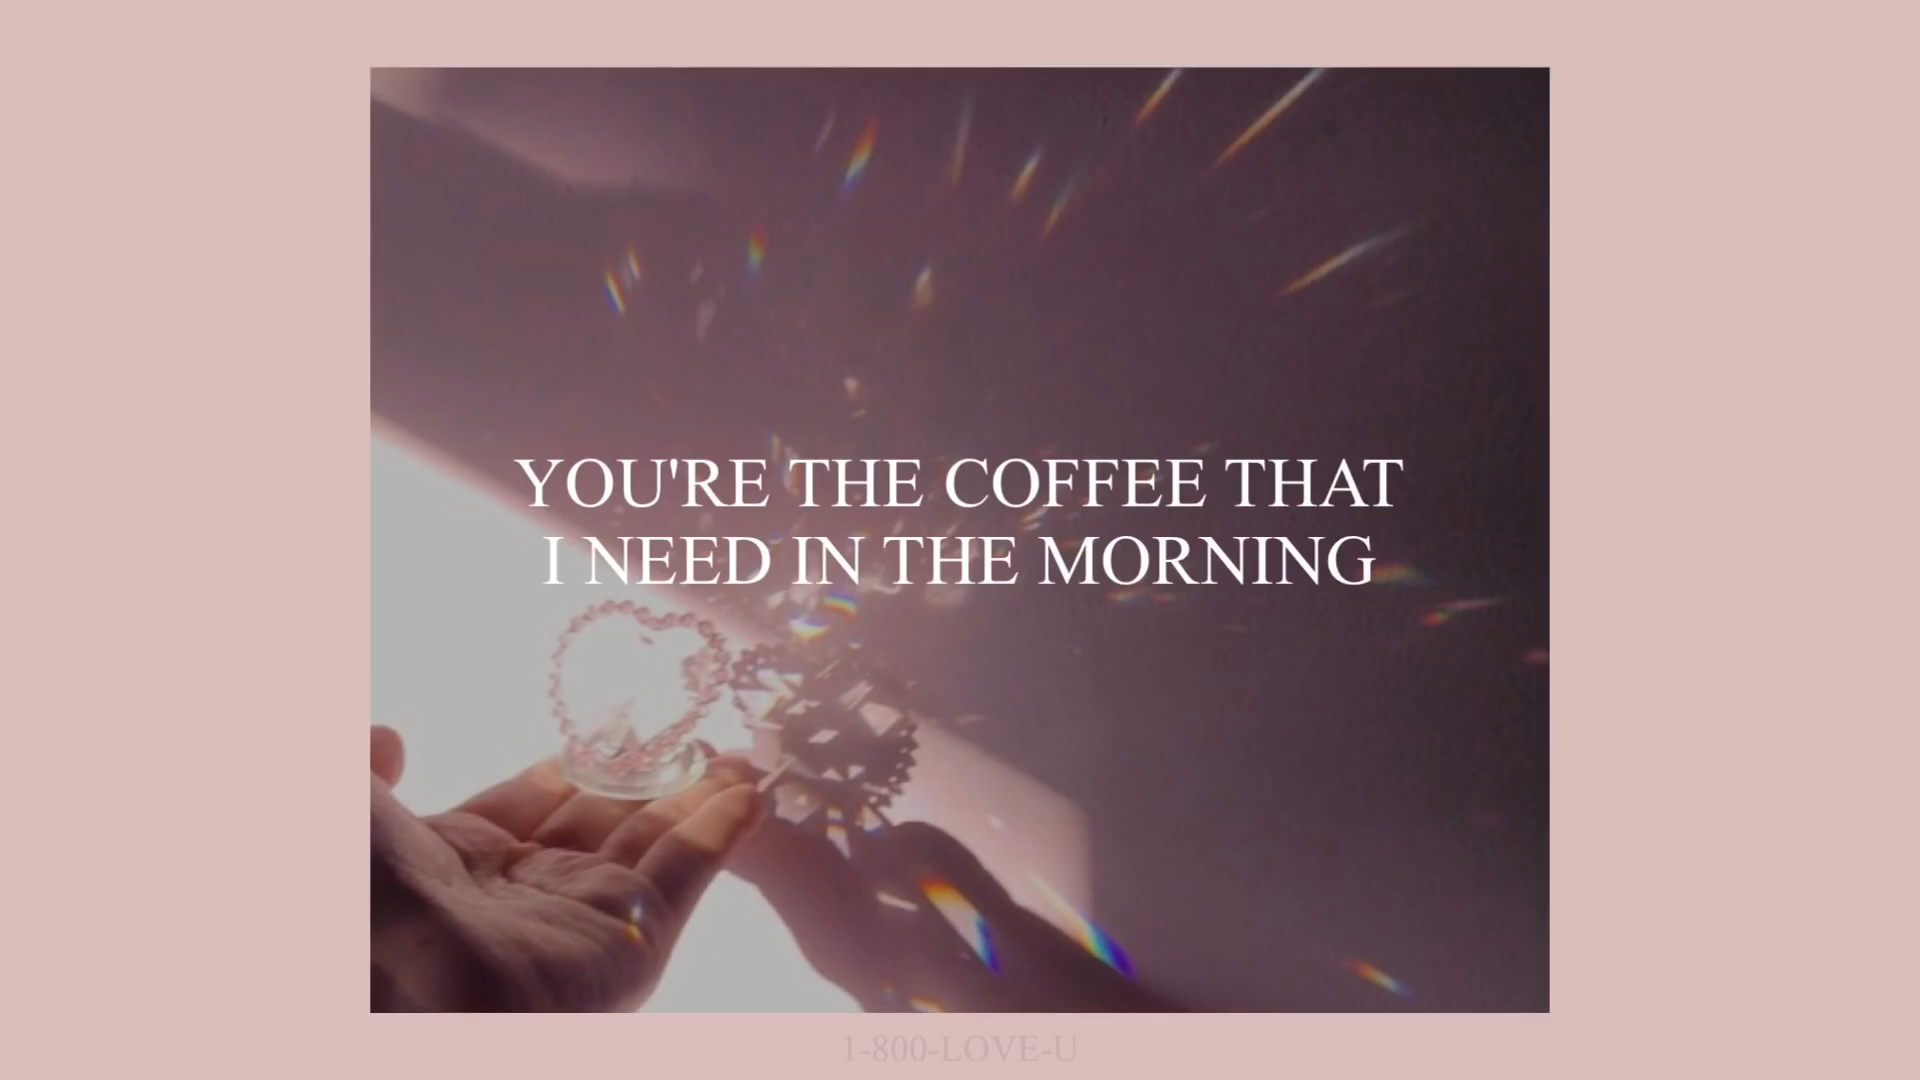 YOU'RE THE COFFEE THAT
I NEED IN THE MORNING
1-800-LOVE-U